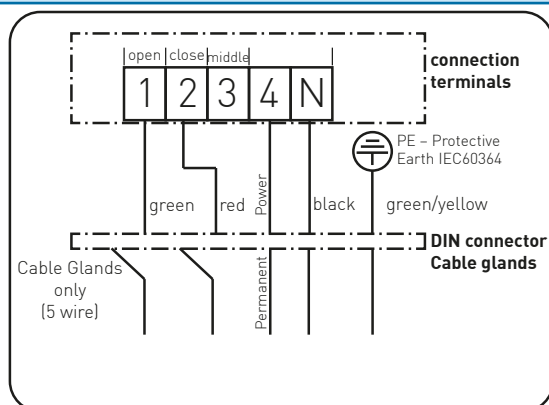 open close middle
connection
terminals
1 2 3 4 N
PE – Protective
Earth IEC60364
green red Power black green/yellow
DIN connector
Cable glands
Cable Glands
only
(5 wire)
Permanent